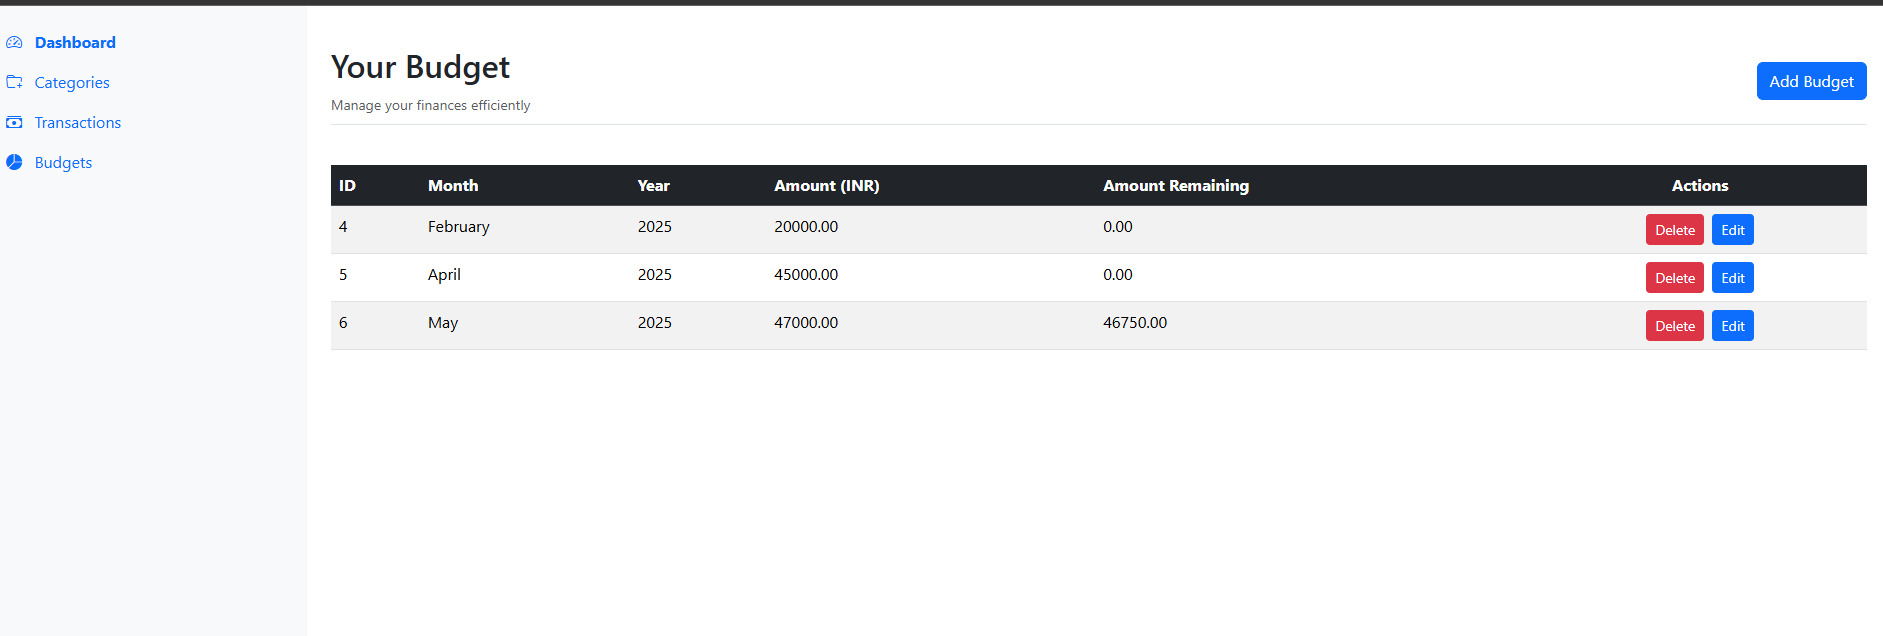 Dashboard
Categories
Transactions
Budgets
Your Budget
Manage your finances efficiently
Add Budget
ID Month Year Amount (INR) Amount Remaining Actions
4 February 2025 20000.00 0.00 Delete Edit
5 April 2025 45000.00 0.00 Delete Edit
6 May 2025 47000.00 46750.00 Delete Edit